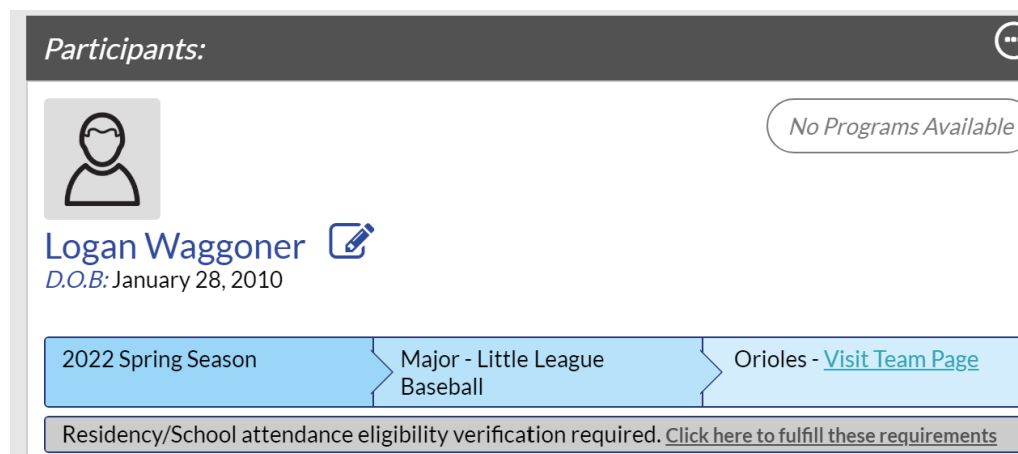 Participants:
No Programs Available
Logan Waggoner
D.O.B: January 28, 2010
2022 Spring Season
Major - Little League
Baseball
Orioles - Visit Team Page
Residency/School attendance eligibility verification required. Click here to fulfill these requirements